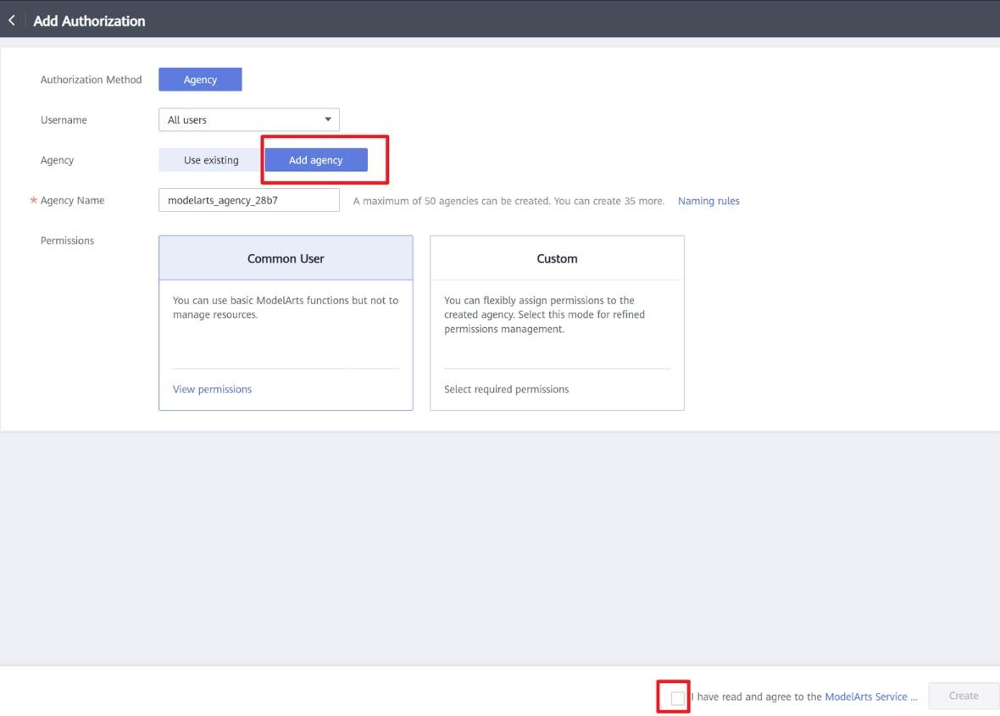 Add Authorization
Authorization Method
Agency
Username
All users
Agency
Use existing
Add agency
* Agency Name
modelarts_agency_28b7
A maximum of 50 agencies can be created. You can create 35 more.
Naming rules
Permissions
Common User
You can use basic ModelArts functions but not to
manage resources.
View permissions
Custom
You can flexibly assign permissions to the
created agency. Select this mode for refined
permissions management.
Select required permissions
I have read and agree to the ModelArts Service ...
Create